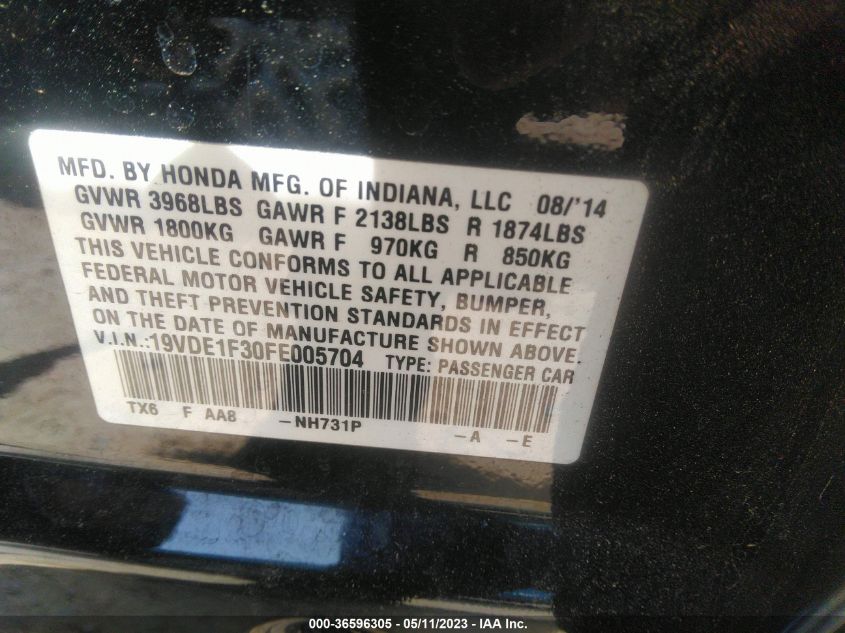 MFD. BY HONDA MFG. OF INDIANA, LLC 08/'14
GVWR 3968LBS GAWR F 2138LBS R 1874LBS
GVWR 1800KG GAWR F 970KG R 850KG
THIS VEHICLE CONFORMS TO ALL APPLICABLE
FEDERAL MOTOR VEHICLE SAFETY, BUMPER,
AND THEFT PREVENTION STANDARDS IN EFFECT
ON THE DATE OF MANUFACTURE SHOWN ABOVE.
V.I.N.:19VDE1F30FE005704 TYPE: PASSENGER CAR
TX6 F AA8 -NH731P -A -E
000-36596305 - 05/11/2023 - IAA Inc.